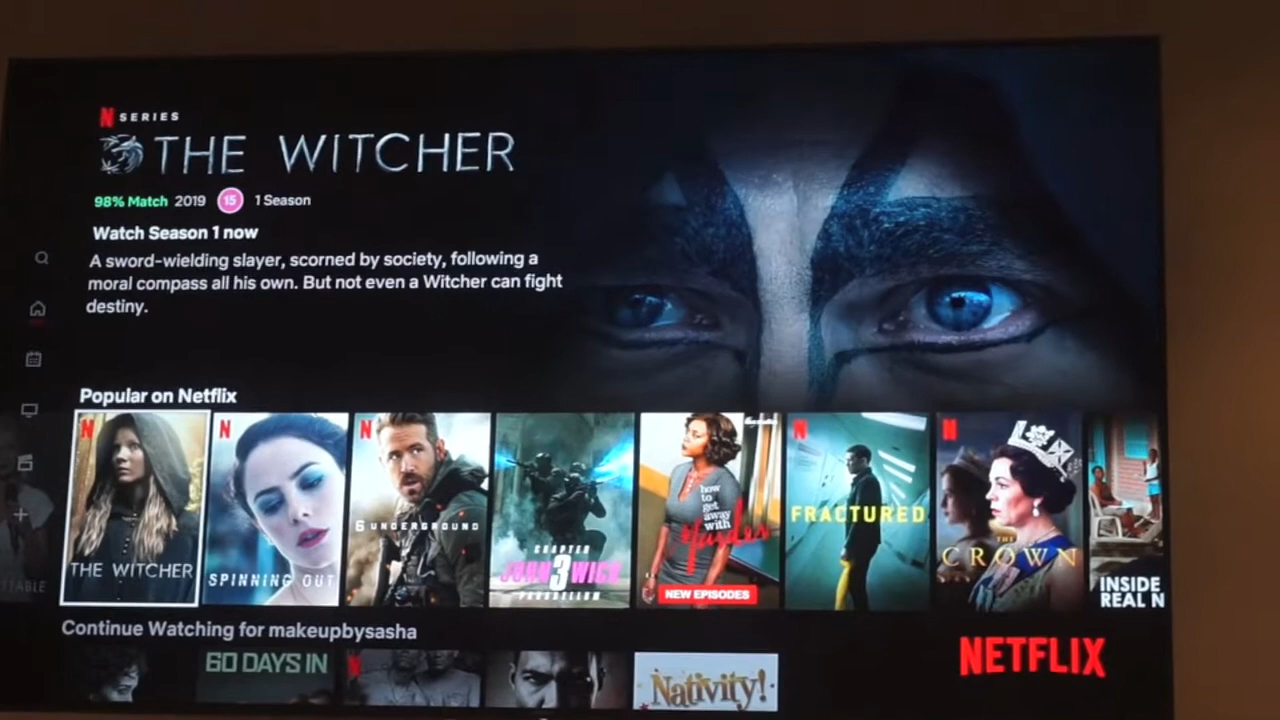 N SERIES
THE WITCHER
98% Match 2019 15 1 Season
Watch Season 1 now
A sword-wielding slayer, scorned by society, following a
moral compass all his own. But not even a Witcher can fight
destiny.
Popular on Netflix
N
THE WITCHER
N
SPINNING OUT
N
6 UNDERGROUND
CHAPTER
JOHN 3 WICK
PARABELLUM
how
to
get
away
with
Murder
NEW EPISODES
N
FRACTURED
N
THE
CROWN
INSIDE
REAL N
Continue Watching for makeupbysasha
60 DAYS IN
N
Nativity!
NETFLIX